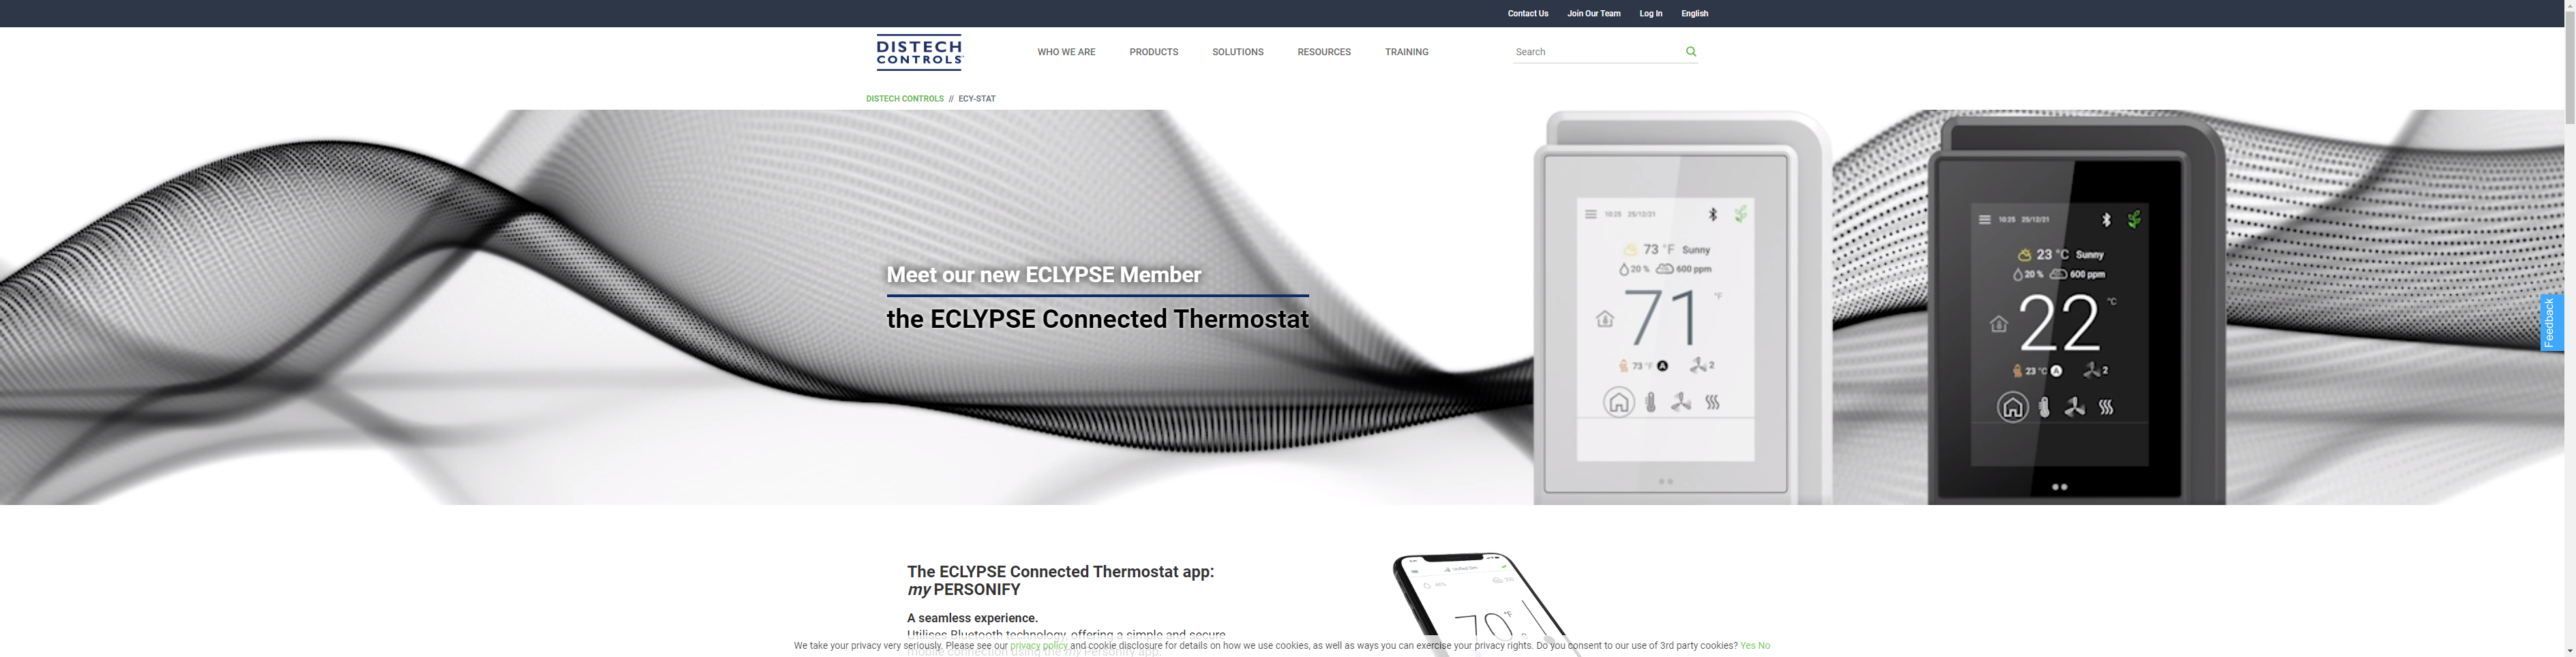 Contact Us Join Our Team Log In English
DISTECH
CONTROLS
WHO WE ARE PRODUCTS SOLUTIONS RESOURCES TRAINING Search
DISTECH CONTROLS // ECY-STAT
Meet our new ECLYPSE Member
the ECLYPSE Connected Thermostat
10:25 25/12/21
73 °F Sunny
20 % 600 ppm
71 °F
73 °F A 2
10:25 25/12/21
23 °C Sunny
20 % 600 ppm
22 °C
23 °C A 2
Feedback
The ECLYPSE Connected Thermostat app:
my PERSONIFY
A seamless experience.
Utilises Bluetooth technology, offering a simple and secure
mobile connection using the my Personify app.
70 °F
We take your privacy very seriously. Please see our privacy policy and cookie disclosure for details on how we use cookies, as well as ways you can exercise your privacy rights. Do you consent to our use of 3rd party cookies? Yes No